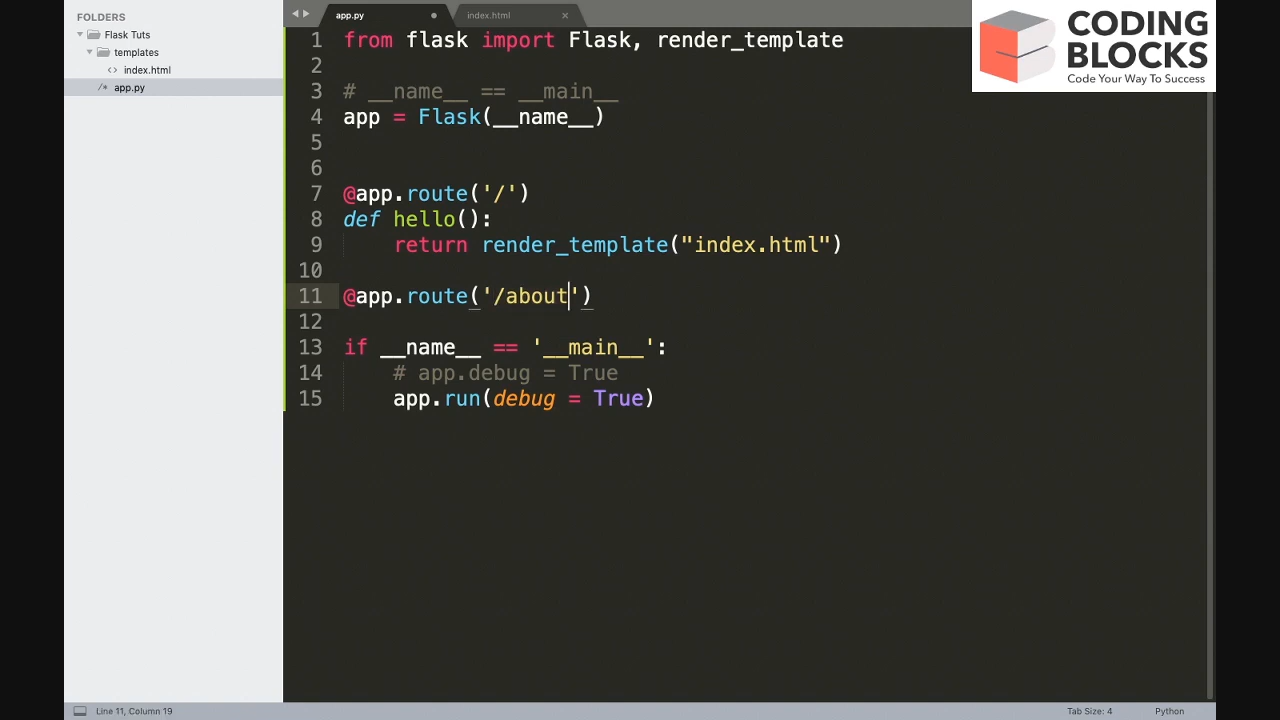 FOLDERS
Flask Tuts
templates
<> index.html
/* app.py
app.py
index.html
1 from flask import Flask, render_template
2
3 # __name__ == __main__
4 app = Flask(__name__)
5
6
7 @app.route('/')
8 def hello():
9     return render_template("index.html")
10
11 @app.route('/about')
12
13 if __name__ == '__main__':
14     # app.debug = True
15     app.run(debug = True)
CODING
BLOCKS
Code Your Way To Success
Line 11, Column 19
Tab Size: 4
Python